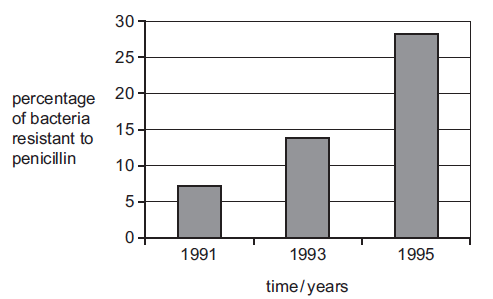 30
25
20
15
10
5
0
percentage
of bacteria
resistant to
penicillin
1991 1993 1995
time/years